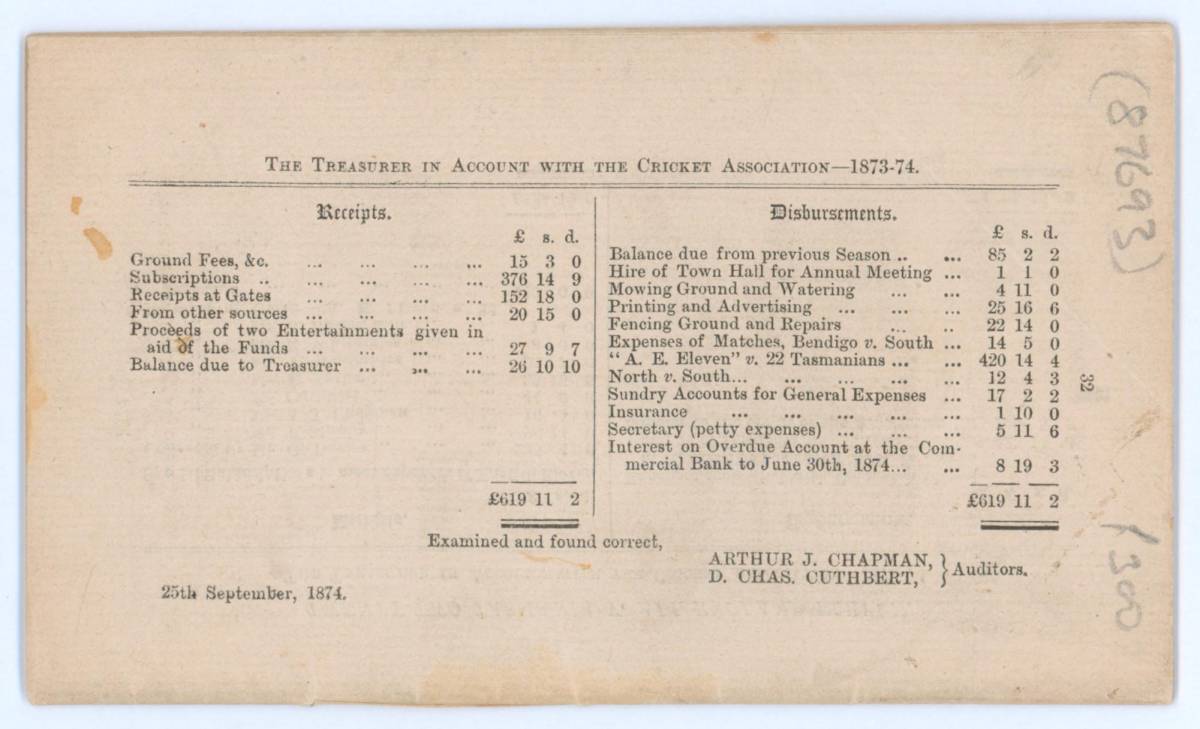 THE TREASURER IN ACCOUNT WITH THE CRICKET ASSOCIATION—1873-74.
Receipts.
£ s. d.
Ground Fees, &c. ... ... ... ... 15 3 0
Subscriptions .. ... ... ... ... 376 14 9
Receipts at Gates ... ... ... ... 152 18 0
From other sources ... ... ... ... 20 15 0
Proceeds of two Entertainments given in
aid of the Funds ... ... ... ... 27 9 7
Balance due to Treasurer ... ... ... 26 10 10
£619 11 2
Disbursements.
£ s. d.
Balance due from previous Season .. ... 85 2 2
Hire of Town Hall for Annual Meeting ... 1 1 0
Mowing Ground and Watering ... ... 4 11 0
Printing and Advertising ... ... ... 25 16 6
Fencing Ground and Repairs ... .. 22 14 0
Expenses of Matches, Bendigo v. South ... 14 5 0
" A. E. Eleven" v. 22 Tasmanians ... ... 420 14 4
North v. South... ... ... ... ... 12 4 3
Sundry Accounts for General Expenses ... 17 2 2
Insurance ... ... ... ... ... 1 10 0
Secretary (petty expenses) ... ... ... 5 11 6
Interest on Overdue Account at the Com-
mercial Bank to June 30th, 1874... ... 8 19 3
£619 11 2
Examined and found correct,
ARTHUR J. CHAPMAN, } Auditors.
D. CHAS. CUTHBERT,
25th September, 1874.
32
(87693)
1300